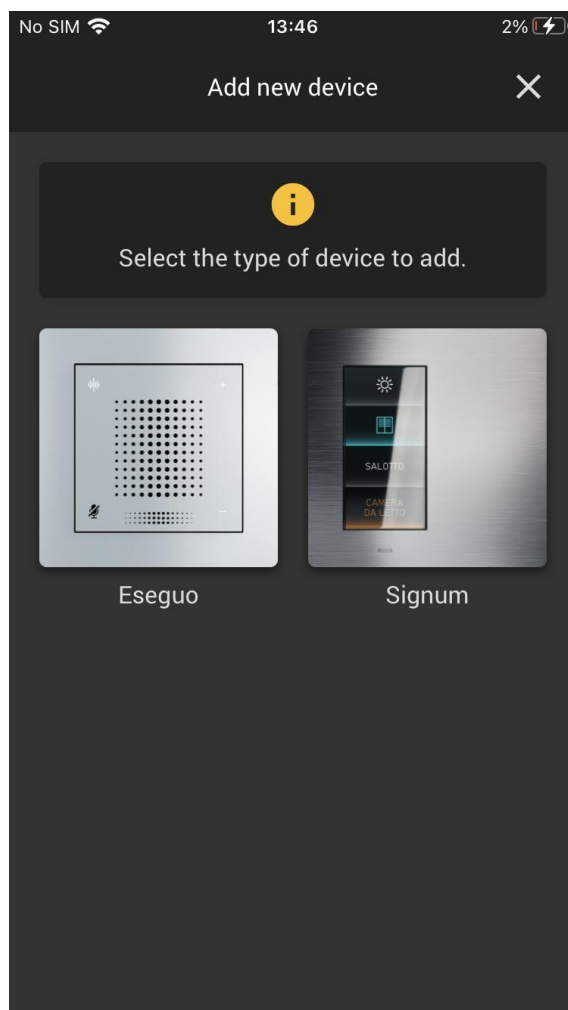 No SIM 13:46 2%
Add new device
Select the type of device to add.
SALOTTO
CAMERA
DA LETTO
Eseguo Signum